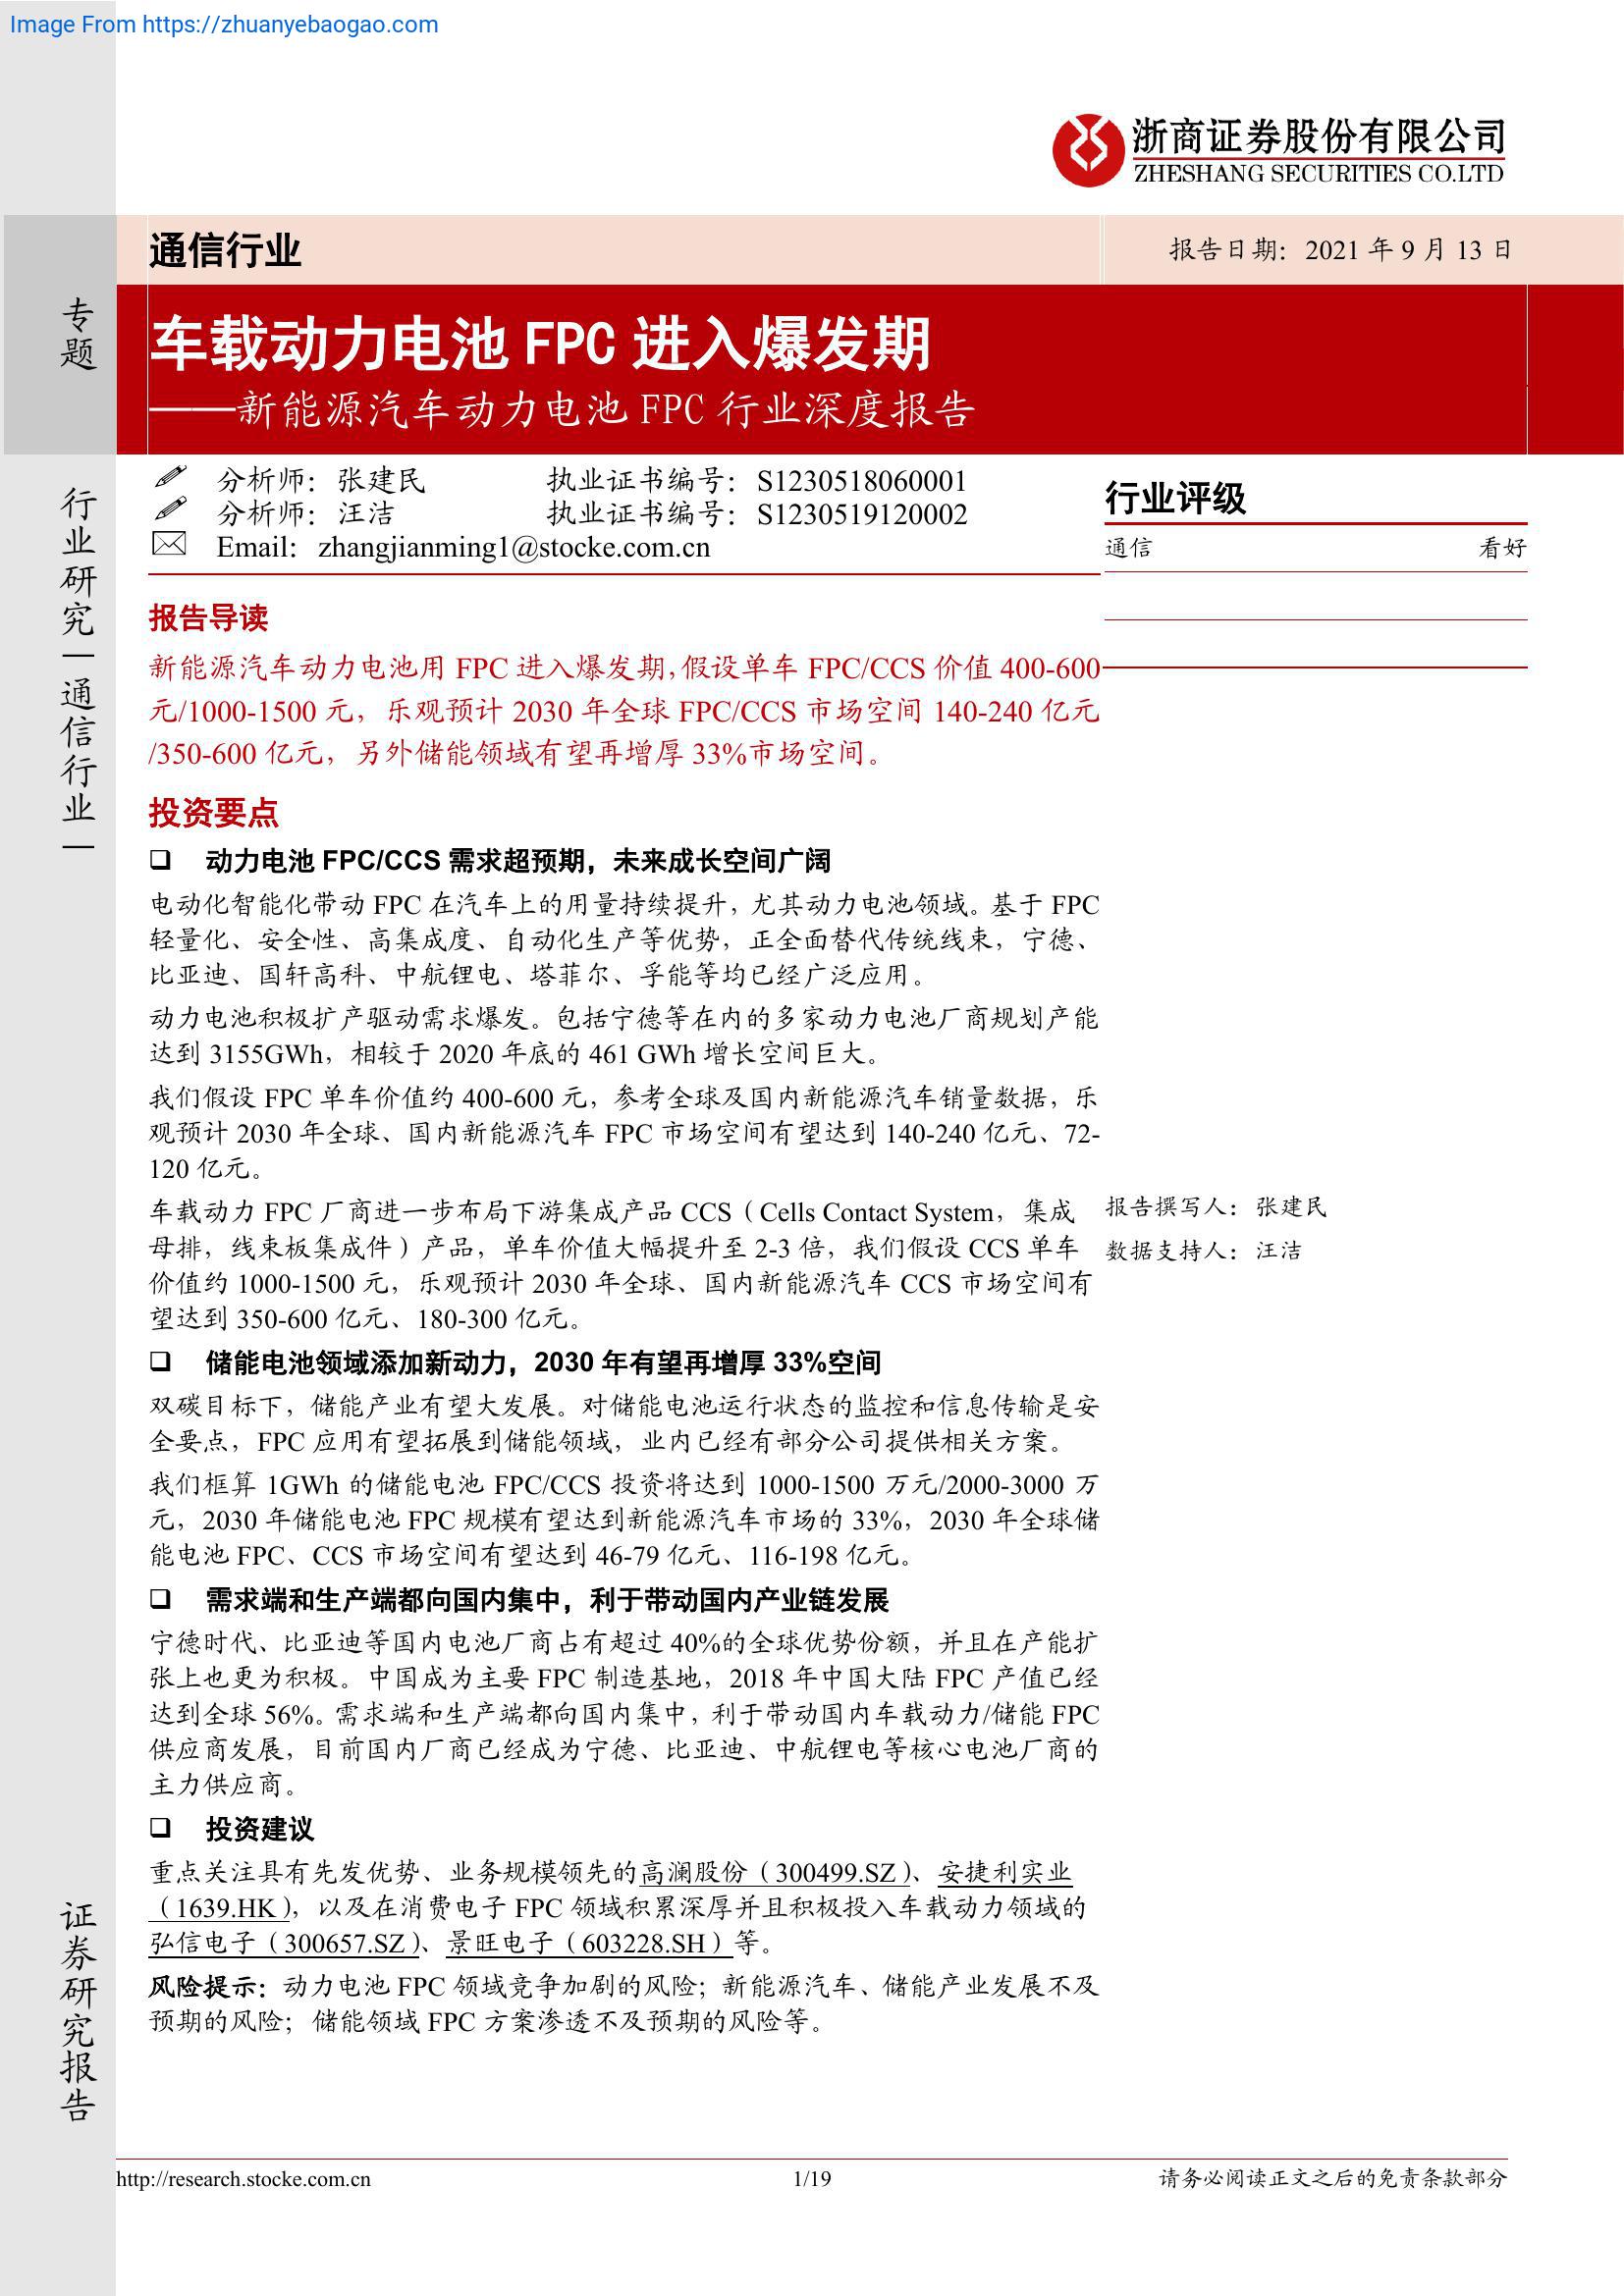 Image From https://zhuanyebaogao.com
浙商证券股份有限公司
ZHESHANG SECURITIES CO.LTD
通信行业
报告日期：2021 年 9 月 13 日
专题
车载动力电池 FPC 进入爆发期
——新能源汽车动力电池 FPC 行业深度报告
行业研究|通信行业|
分析师：张建民 执业证书编号：S1230518060001
分析师：汪洁 执业证书编号：S1230519120002
Email：zhangjianming1@stocke.com.cn
行业评级
通信 看好
报告导读
新能源汽车动力电池用 FPC 进入爆发期,假设单车 FPC/CCS 价值 400-600
元/1000-1500 元，乐观预计 2030 年全球 FPC/CCS 市场空间 140-240 亿元
/350-600 亿元，另外储能领域有望再增厚 33%市场空间。
投资要点
❑ 动力电池 FPC/CCS 需求超预期，未来成长空间广阔
电动化智能化带动 FPC 在汽车上的用量持续提升，尤其动力电池领域。基于 FPC
轻量化、安全性、高集成度、自动化生产等优势，正全面替代传统线束，宁德、
比亚迪、国轩高科、中航锂电、塔菲尔、孚能等均已经广泛应用。
动力电池积极扩产驱动需求爆发。包括宁德等在内的多家动力电池厂商规划产能
达到 3155GWh，相较于 2020 年底的 461 GWh 增长空间巨大。
我们假设 FPC 单车价值约 400-600 元，参考全球及国内新能源汽车销量数据，乐
观预计 2030 年全球、国内新能源汽车 FPC 市场空间有望达到 140-240 亿元、72-
120 亿元。
车载动力 FPC 厂商进一步布局下游集成产品 CCS（Cells Contact System，集成
母排，线束板集成件）产品，单车价值大幅提升至 2-3 倍，我们假设 CCS 单车
价值约 1000-1500 元，乐观预计 2030 年全球、国内新能源汽车 CCS 市场空间有
望达到 350-600 亿元、180-300 亿元。
报告撰写人：张建民
数据支持人：汪洁
❑ 储能电池领域添加新动力，2030 年有望再增厚 33%空间
双碳目标下，储能产业有望大发展。对储能电池运行状态的监控和信息传输是安
全要点，FPC 应用有望拓展到储能领域，业内已经有部分公司提供相关方案。
我们框算 1GWh 的储能电池 FPC/CCS 投资将达到 1000-1500 万元/2000-3000 万
元，2030 年储能电池 FPC 规模有望达到新能源汽车市场的 33%，2030 年全球储
能电池 FPC、CCS 市场空间有望达到 46-79 亿元、116-198 亿元。
❑ 需求端和生产端都向国内集中，利于带动国内产业链发展
宁德时代、比亚迪等国内电池厂商占有超过 40%的全球优势份额，并且在产能扩
张上也更为积极。中国成为主要 FPC 制造基地，2018 年中国大陆 FPC 产值已经
达到全球 56%。需求端和生产端都向国内集中，利于带动国内车载动力/储能 FPC
供应商发展，目前国内厂商已经成为宁德、比亚迪、中航锂电等核心电池厂商的
主力供应商。
❑ 投资建议
重点关注具有先发优势、业务规模领先的高澜股份（300499.SZ）、安捷利实业
（1639.HK），以及在消费电子 FPC 领域积累深厚并且积极投入车载动力领域的
弘信电子（300657.SZ）、景旺电子（603228.SH）等。
风险提示：动力电池 FPC 领域竞争加剧的风险；新能源汽车、储能产业发展不及
预期的风险；储能领域 FPC 方案渗透不及预期的风险等。
证券研究报告
http://research.stocke.com.cn 1/19 请务必阅读正文之后的免责条款部分